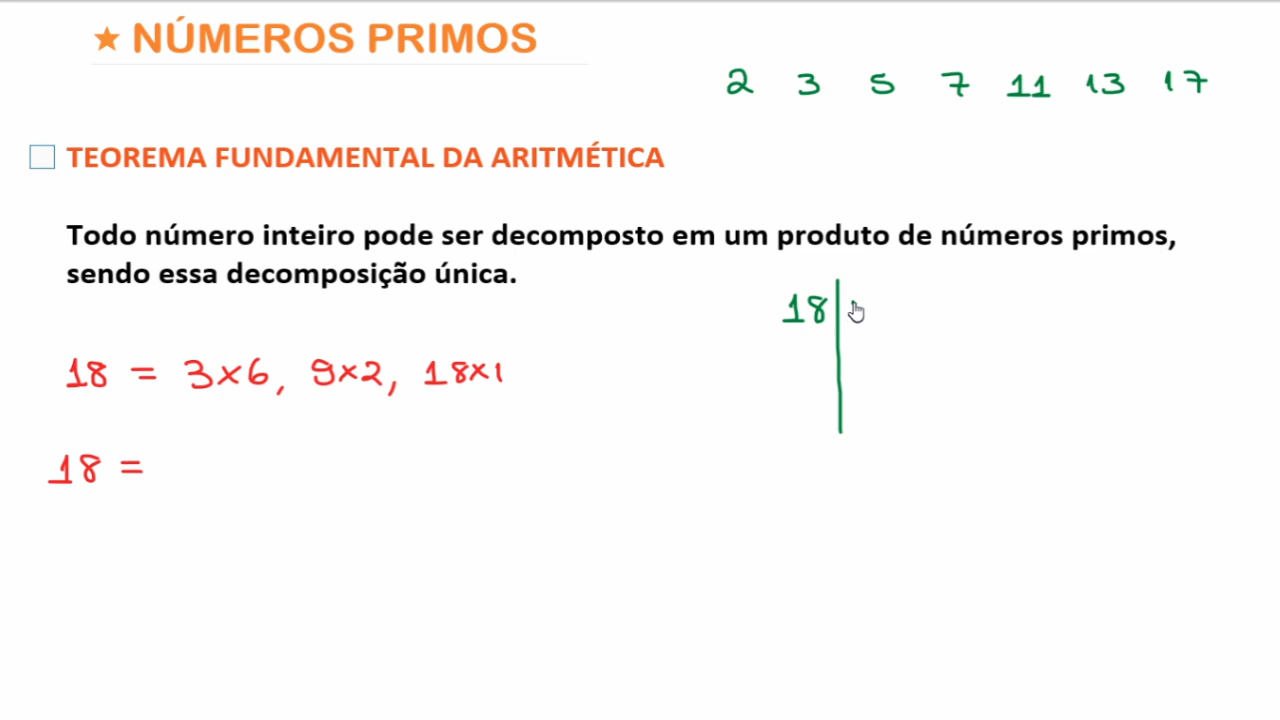 ★ NÚMEROS PRIMOS
2 3 5 7 11 13 17
TEOREMA FUNDAMENTAL DA ARITMÉTICA
Todo número inteiro pode ser decomposto em um produto de números primos,
sendo essa decomposição única.
18
18 = 3×6, 9×2, 18×1
18 =